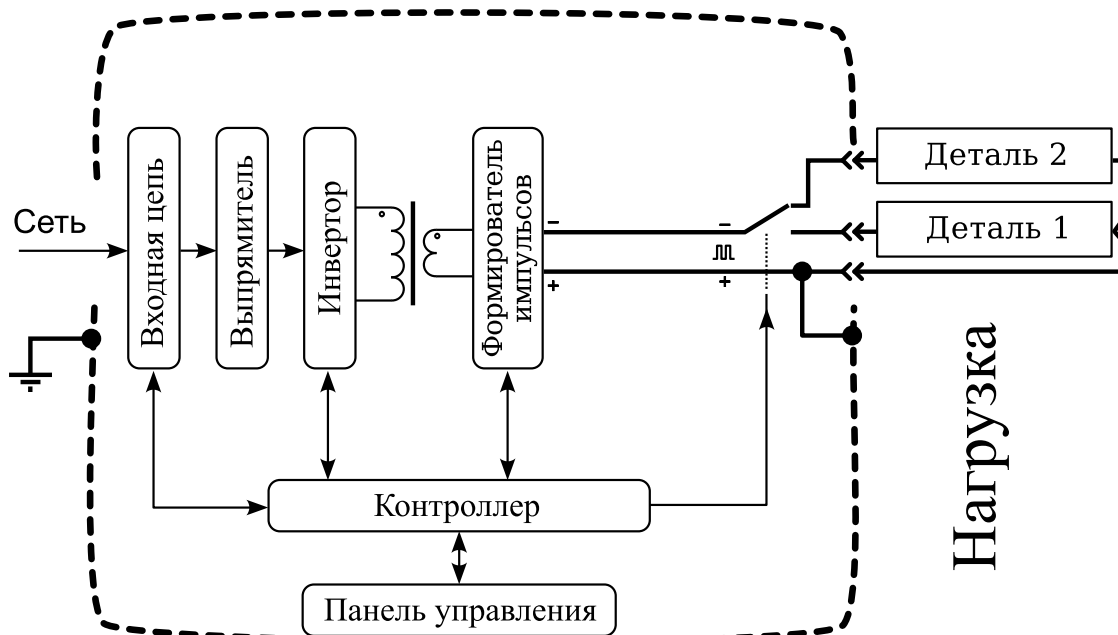 Сеть
Входная цепь
Выпрямитель
Инвертор
Формирователь
импульсов
−
+
−
+
Деталь 2
Деталь 1
Нагрузка
Контроллер
Панель управления